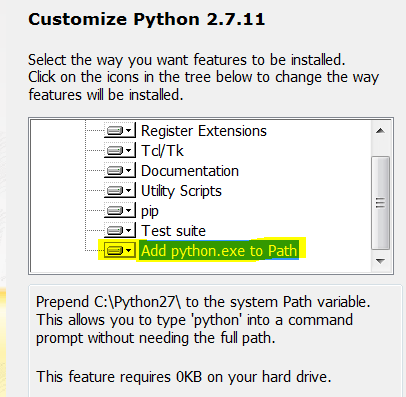 Customize Python 2.7.11
Select the way you want features to be installed.
Click on the icons in the tree below to change the way
features will be installed.
Register Extensions
Tcl/Tk
Documentation
Utility Scripts
pip
Test suite
Add python.exe to Path
Prepend C:\Python27\ to the system Path variable.
This allows you to type 'python' into a command
prompt without needing the full path.
This feature requires 0KB on your hard drive.